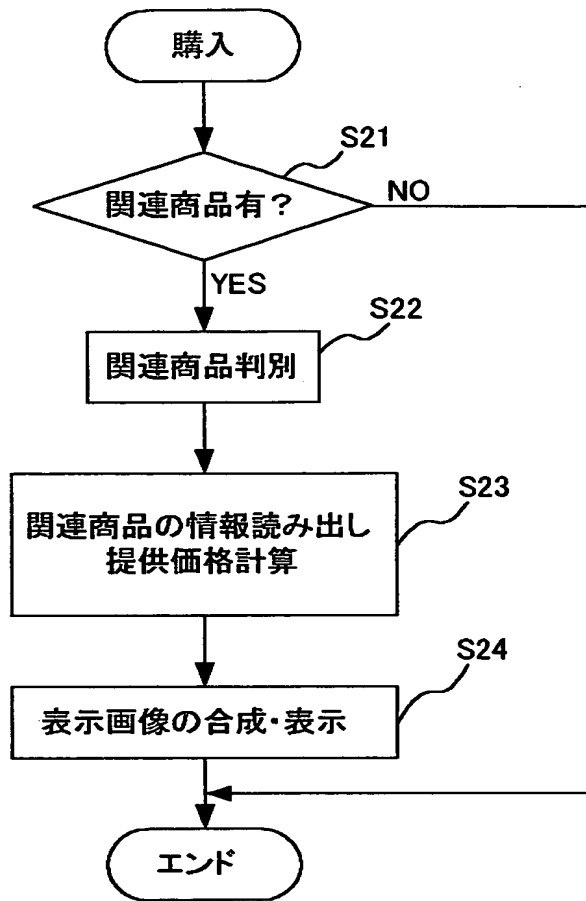 購入
S21
関連商品有？
NO
YES
S22
関連商品判別
S23
関連商品の情報読み出し
提供価格計算
S24
表示画像の合成・表示
エンド